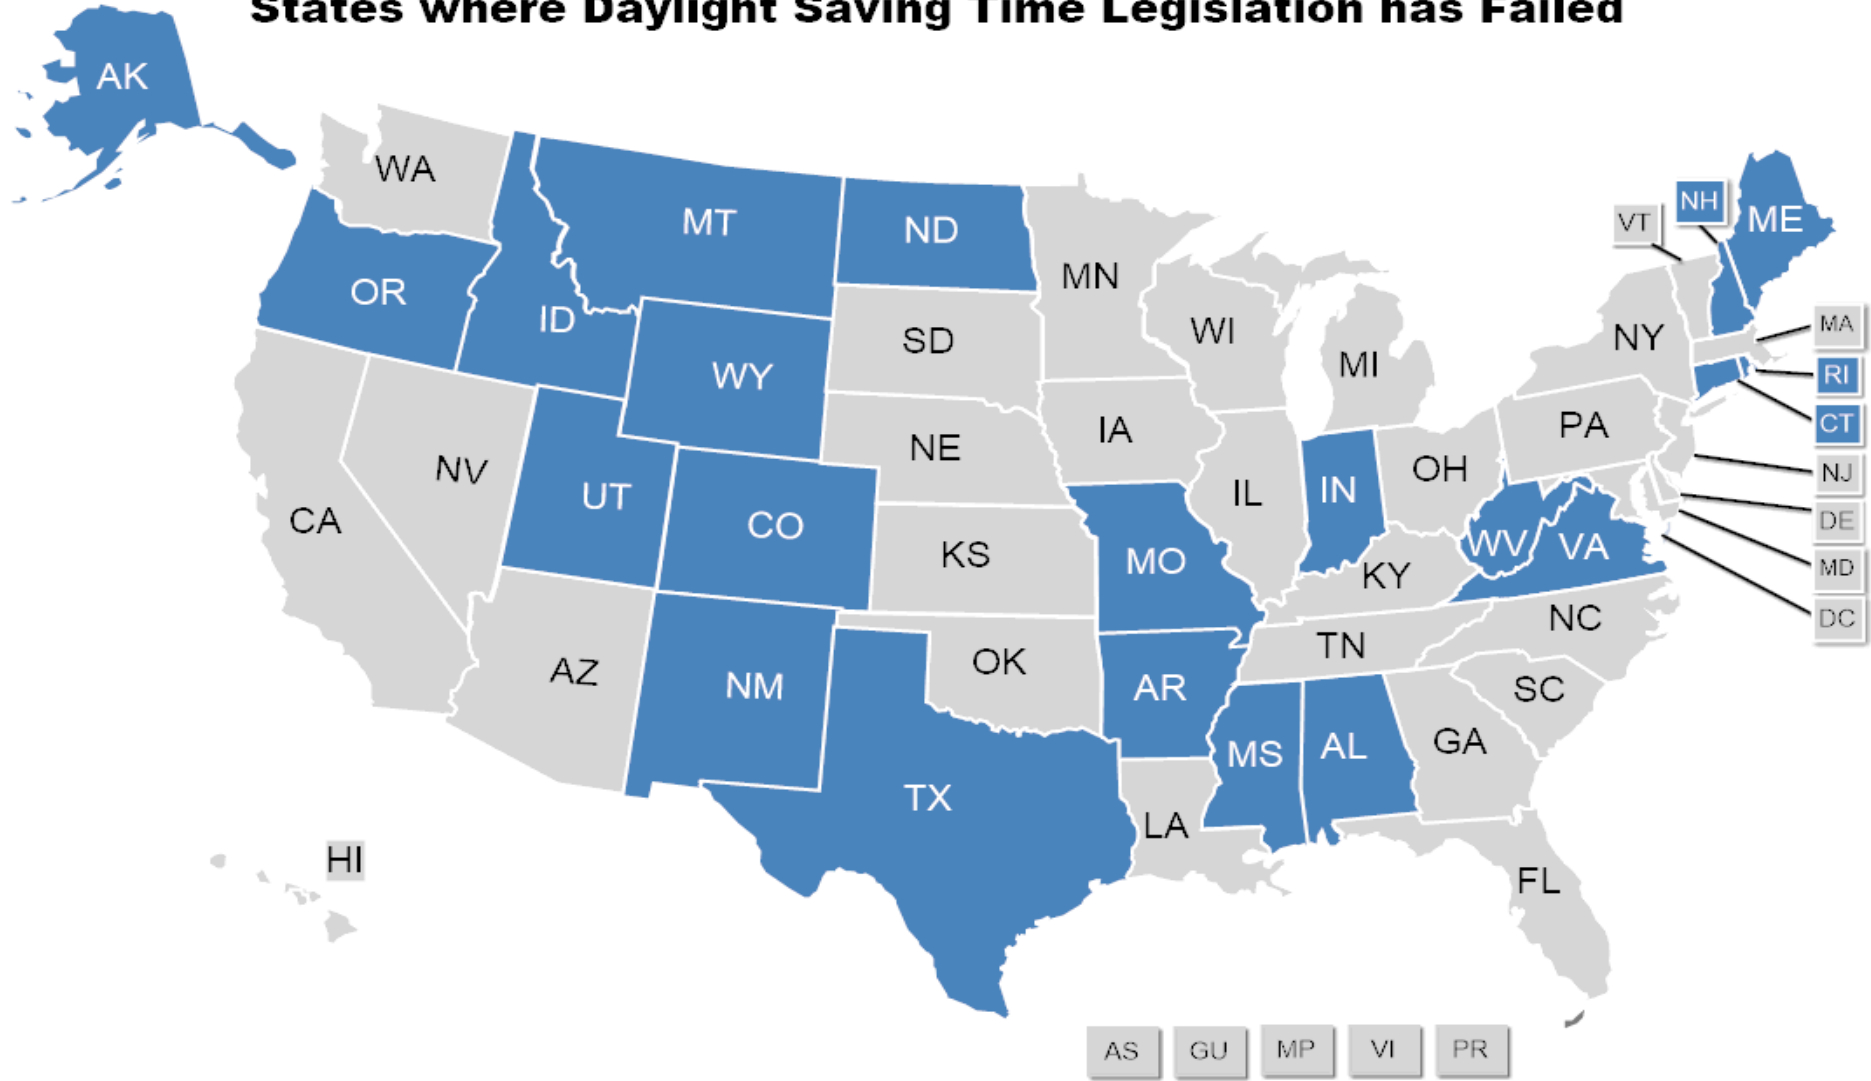 States where Daylight Saving Time Legislation has Failed
AK
WA
MT
ND
MN
VT
NH
ME
OR
ID
WY
SD
WI
MI
NY
MA
RI
CT
NV
UT
CO
NE
IA
IL
IN
OH
PA
NJ
DE
MD
DC
CA
KS
MO
KY
WV
VA
AZ
NM
OK
AR
TN
NC
SC
TX
LA
MS
AL
GA
FL
HI
AS
GU
MP
VI
PR